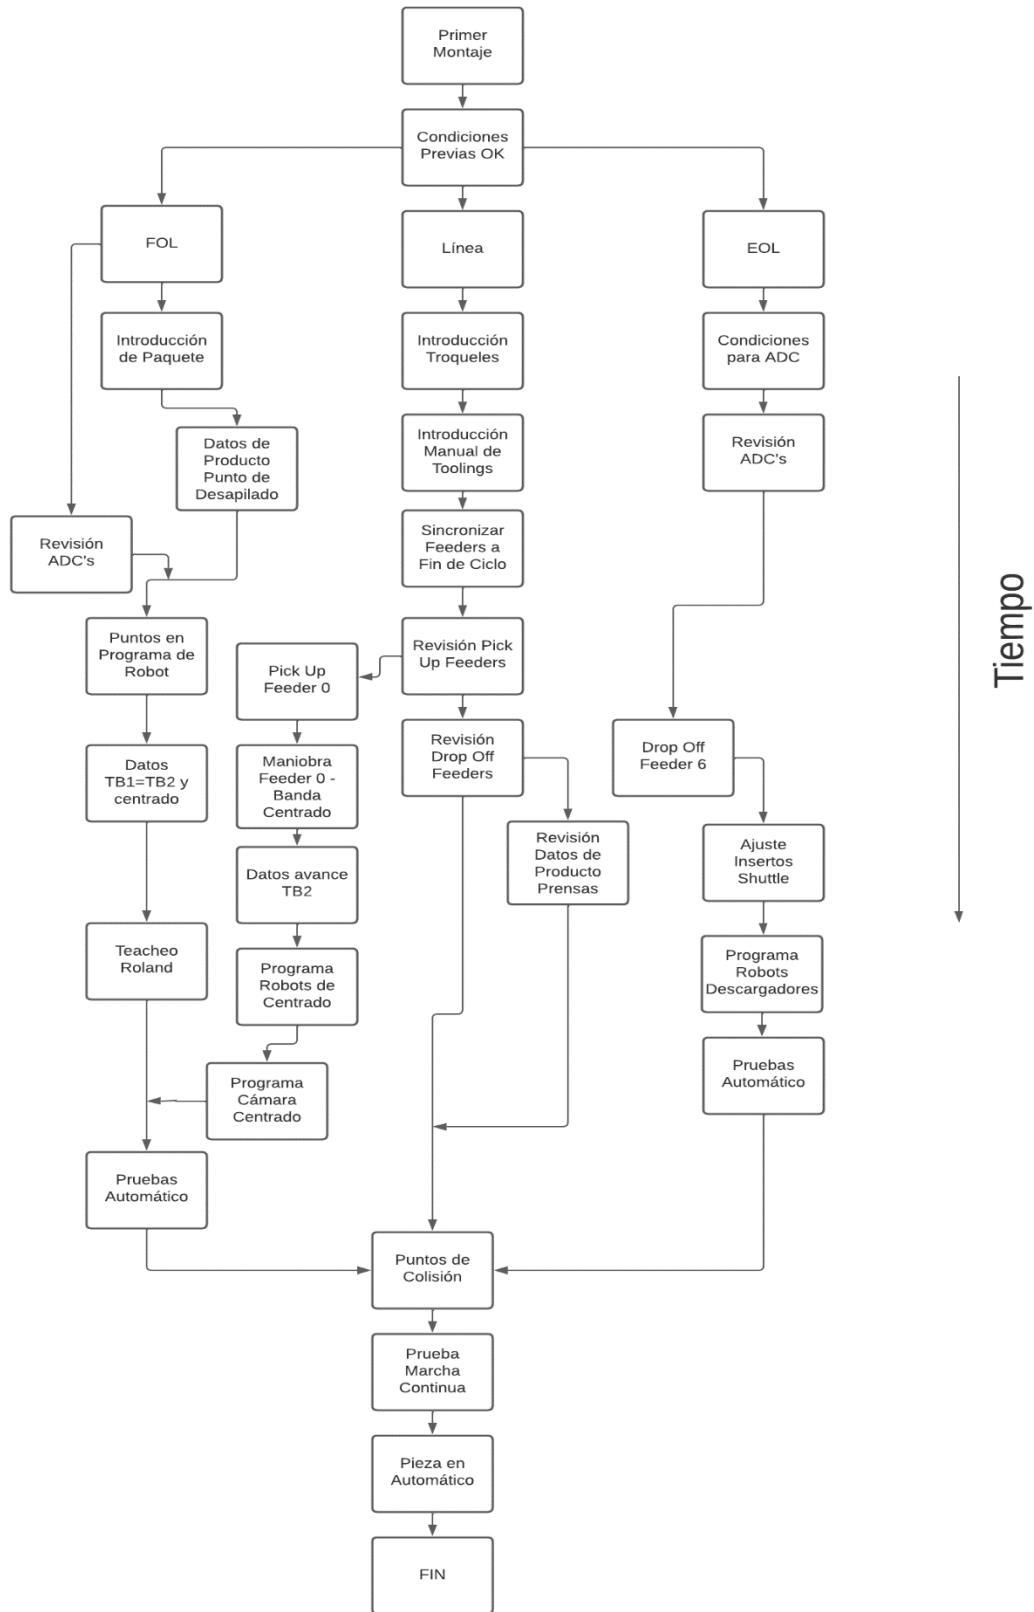 Primer
Montaje
Condiciones
Previas OK
FOL
Línea
EOL
Introducción
de Paquete
Introducción
Troqueles
Condiciones
para ADC
Datos de
Producto
Punto de
Desapilado
Introducción
Manual de
Toolings
Revisión
ADC's
Revisión
ADC's
Sincronizar
Feeders a
Fin de Ciclo
Tiempo
Puntos en
Programa de
Robot
Pick Up
Feeder 0
Revisión Pick
Up Feeders
Datos
TB1=TB2 y
centrado
Maniobra
Feeder 0 -
Banda
Centrado
Revisión
Drop Off
Feeders
Drop Off
Feeder 6
Revisión
Datos de
Producto
Prensas
Ajuste
Insertos
Shuttle
Datos avance
TB2
Teacheo
Roland
Programa
Robots de
Centrado
Programa
Robots
Descargadores
Programa
Cámara
Centrado
Pruebas
Automático
Pruebas
Automático
Puntos de
Colisión
Prueba
Marcha
Continua
Pieza en
Automático
FIN